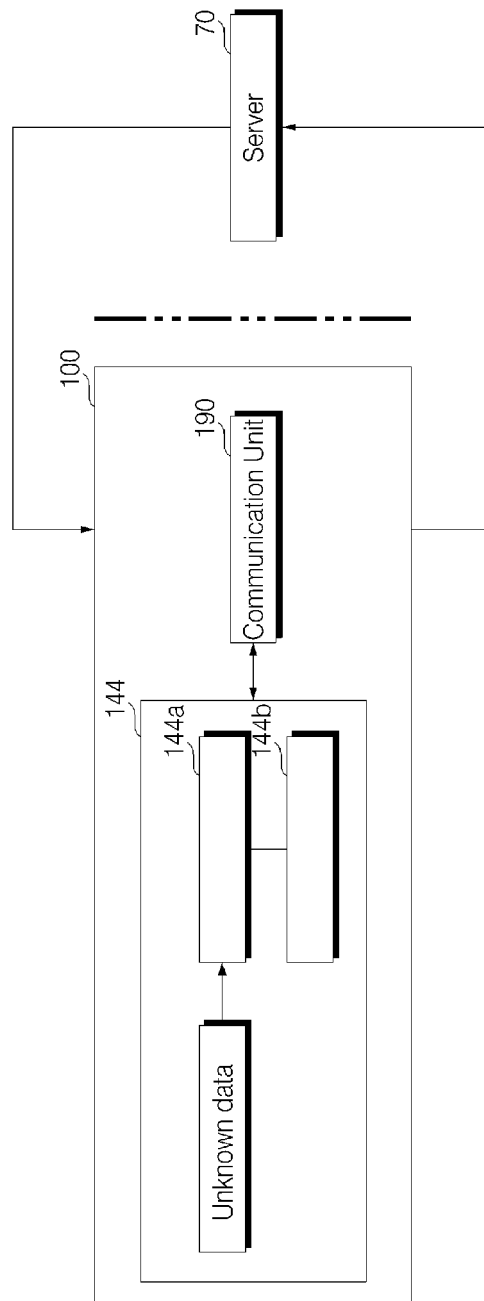 100
144
144a
Unknown data
144b
190
Communication Unit
70
Server